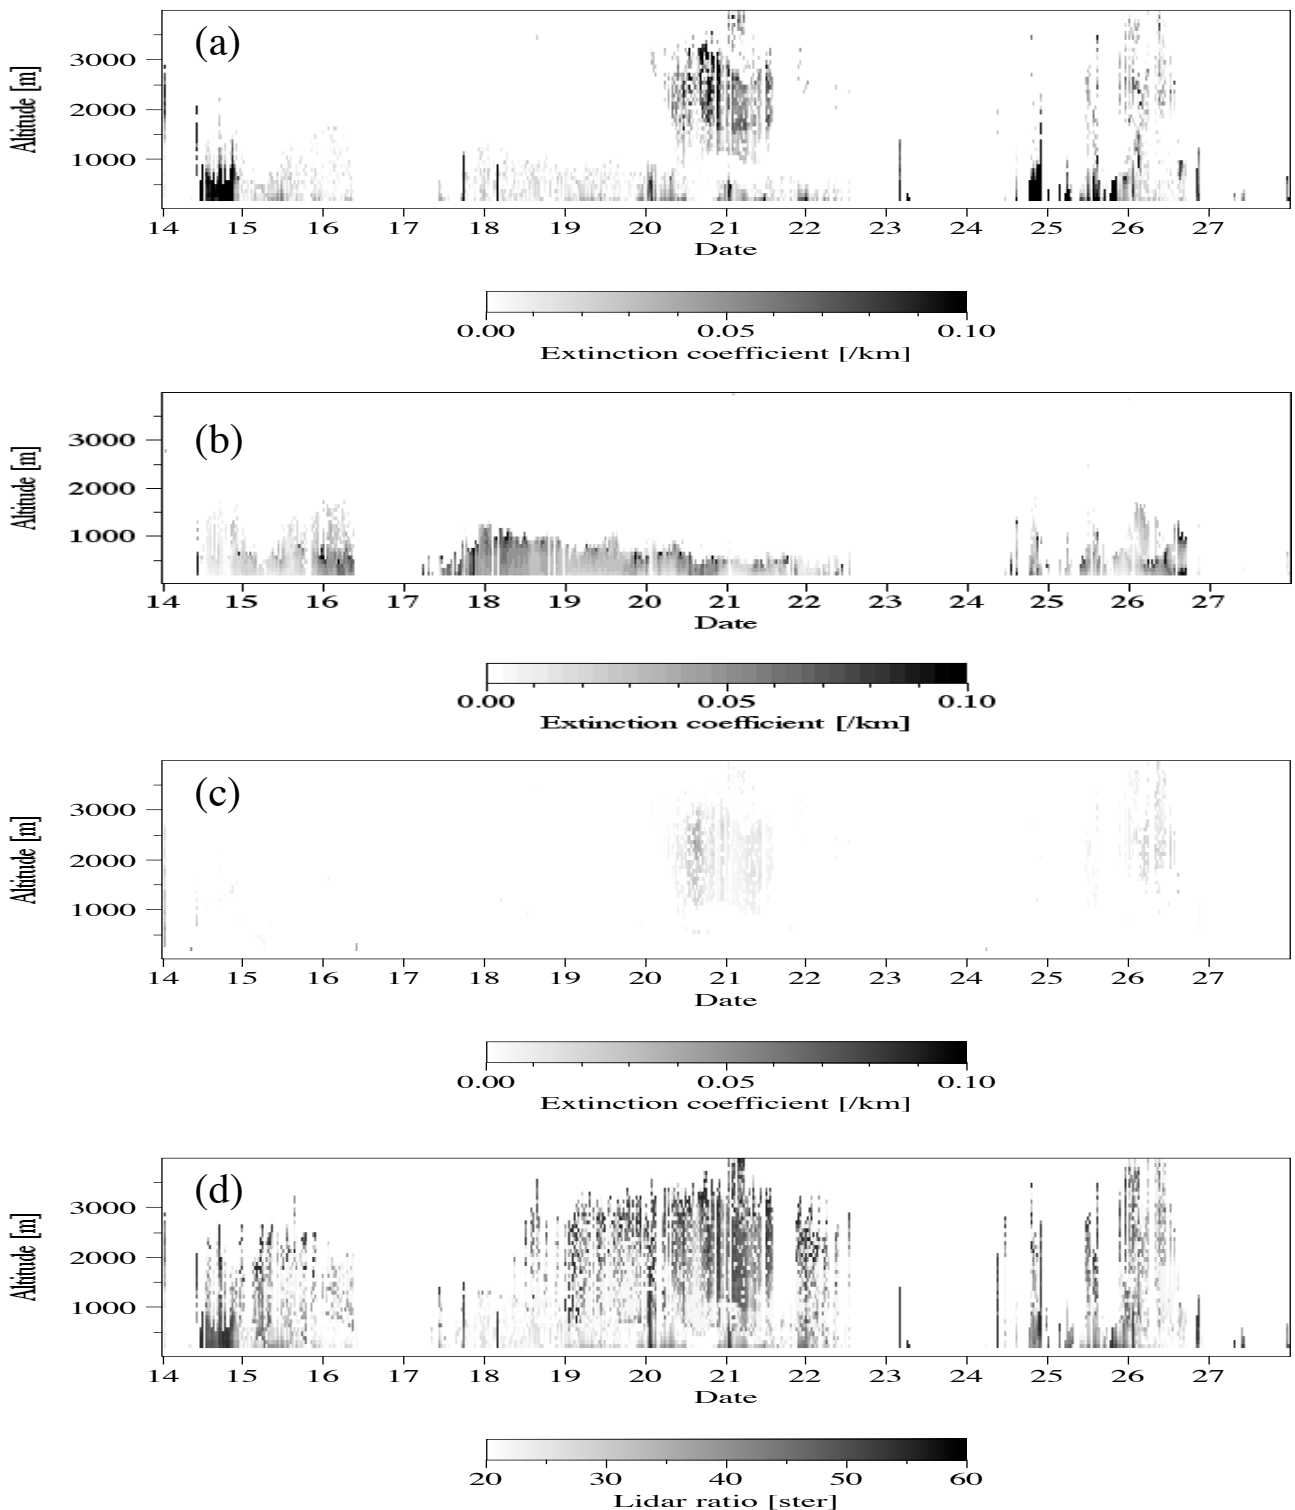 (a)
Altitude [m]
3000
2000
1000
14 15 16 17 18 19 20 21 22 23 24 25 26 27
Date
0.00 0.05 0.10
Extinction coefficient [/km]
(b)
Altitude [m]
3000
2000
1000
14 15 16 17 18 19 20 21 22 23 24 25 26 27
Date
0.00 0.05 0.10
Extinction coefficient [/km]
(c)
Altitude [m]
3000
2000
1000
14 15 16 17 18 19 20 21 22 23 24 25 26 27
Date
0.00 0.05 0.10
Extinction coefficient [/km]
(d)
Altitude [m]
3000
2000
1000
14 15 16 17 18 19 20 21 22 23 24 25 26 27
Date
20 30 40 50 60
Lidar ratio [ster]